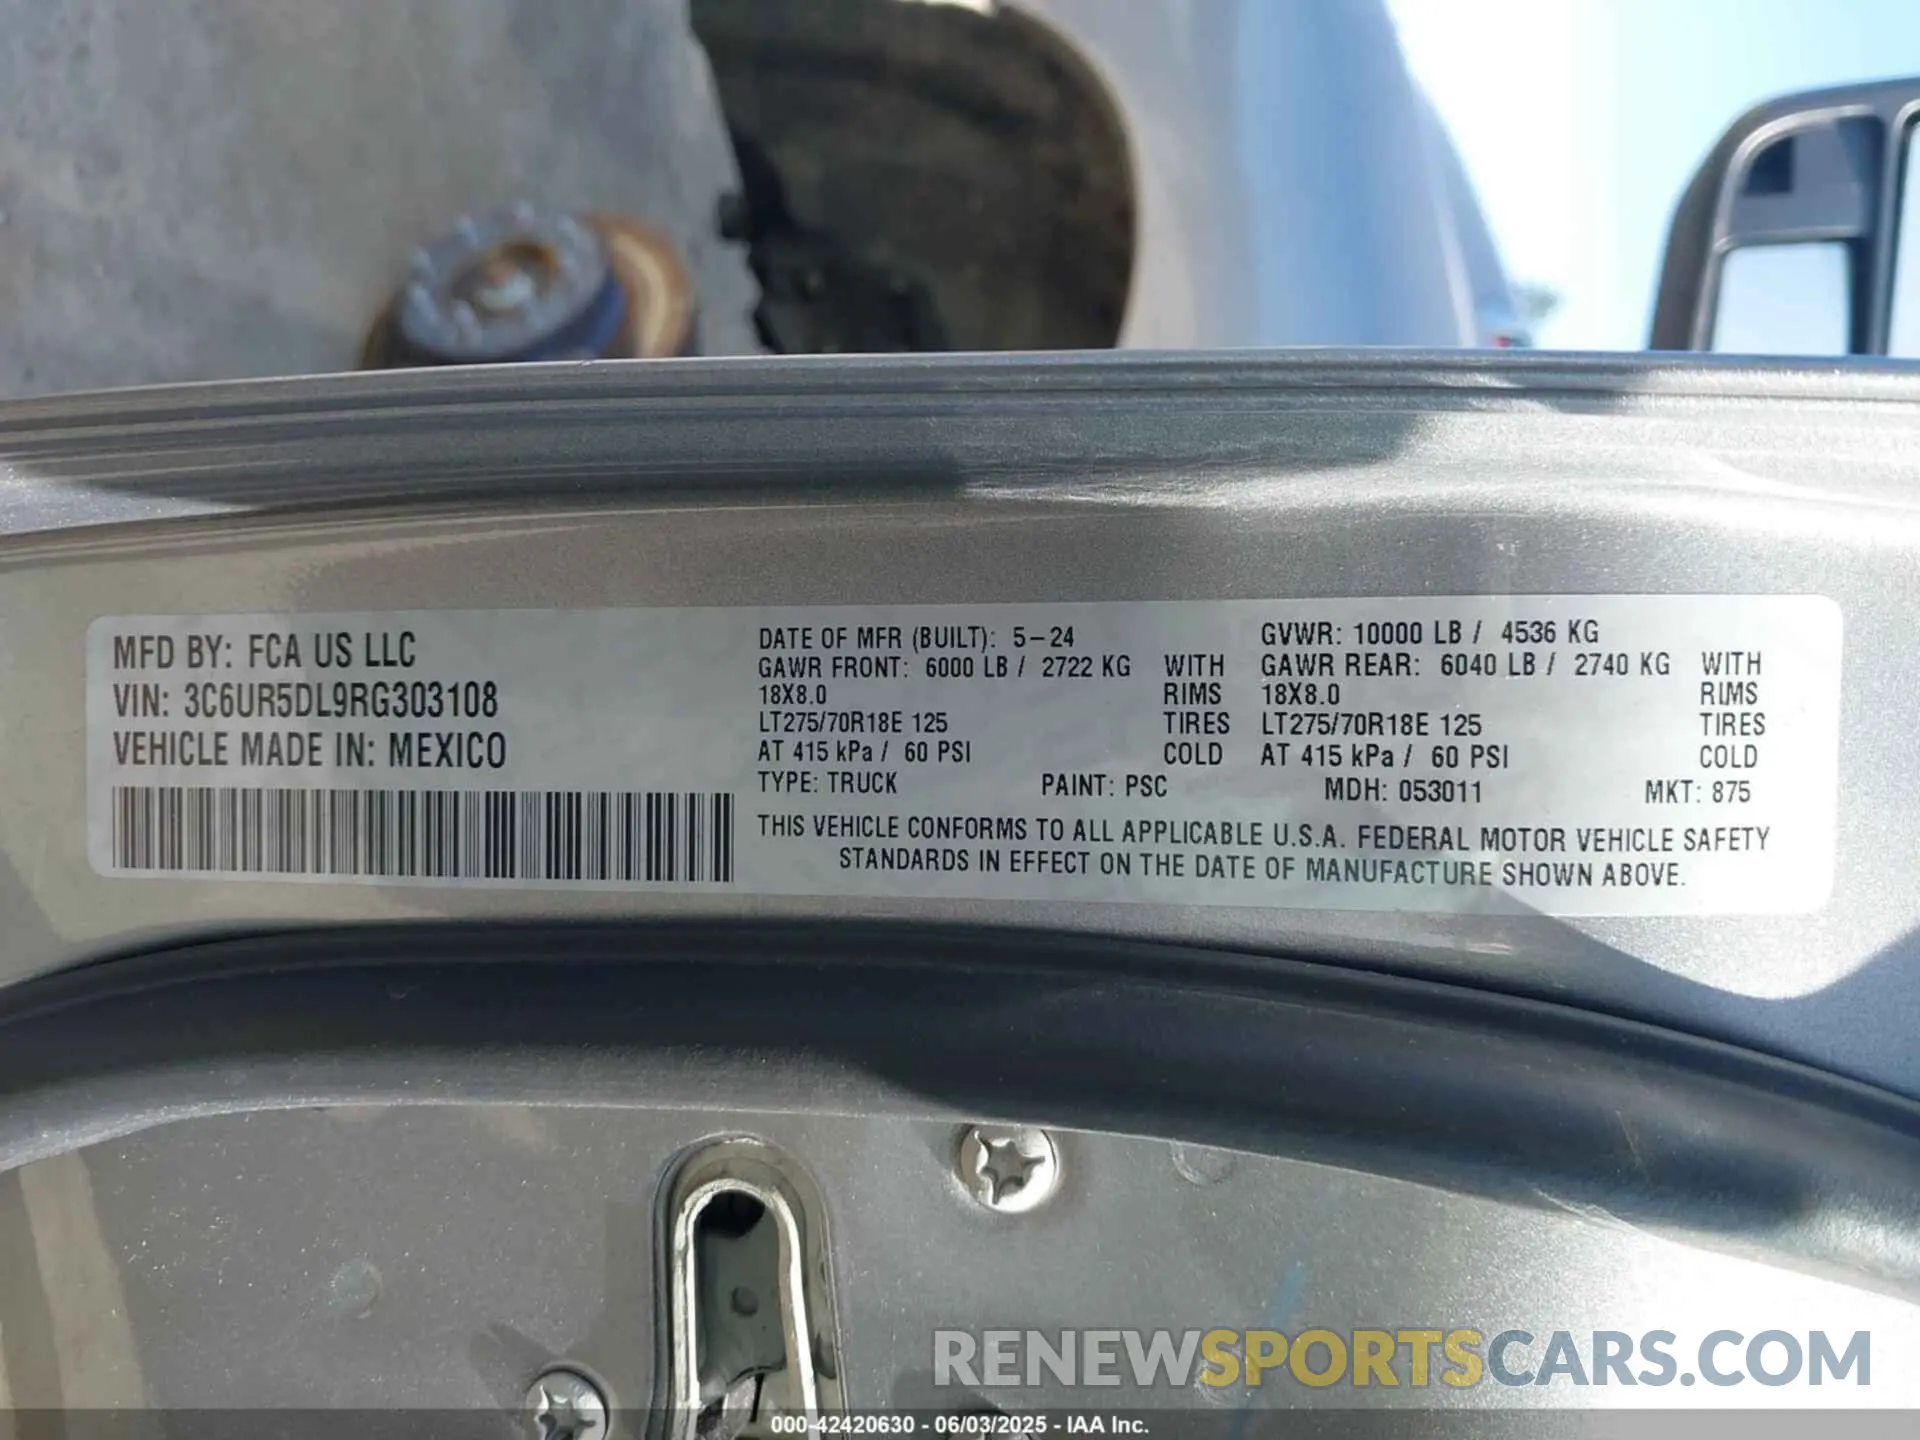 MFD BY: FCA US LLC
VIN: 3C6UR5DL9RG303108
VEHICLE MADE IN: MEXICO
DATE OF MFR (BUILT): 5-24
GAWR FRONT: 6000 LB / 2722 KG WITH
18X8.0 RIMS
LT275/70R18E 125 TIRES
AT 415 kPa / 60 PSI COLD
GVWR: 10000 LB / 4536 KG
GAWR REAR: 6040 LB / 2740 KG WITH
18X8.0 RIMS
LT275/70R18E 125 TIRES
AT 415 kPa / 60 PSI COLD
TYPE: TRUCK PAINT: PSC MDH: 053011 MKT: 875
THIS VEHICLE CONFORMS TO ALL APPLICABLE U.S.A. FEDERAL MOTOR VEHICLE SAFETY
STANDARDS IN EFFECT ON THE DATE OF MANUFACTURE SHOWN ABOVE.
RENEWSPORTSCARS.COM
000-42420630 - 06/03/2025 - IAA Inc.